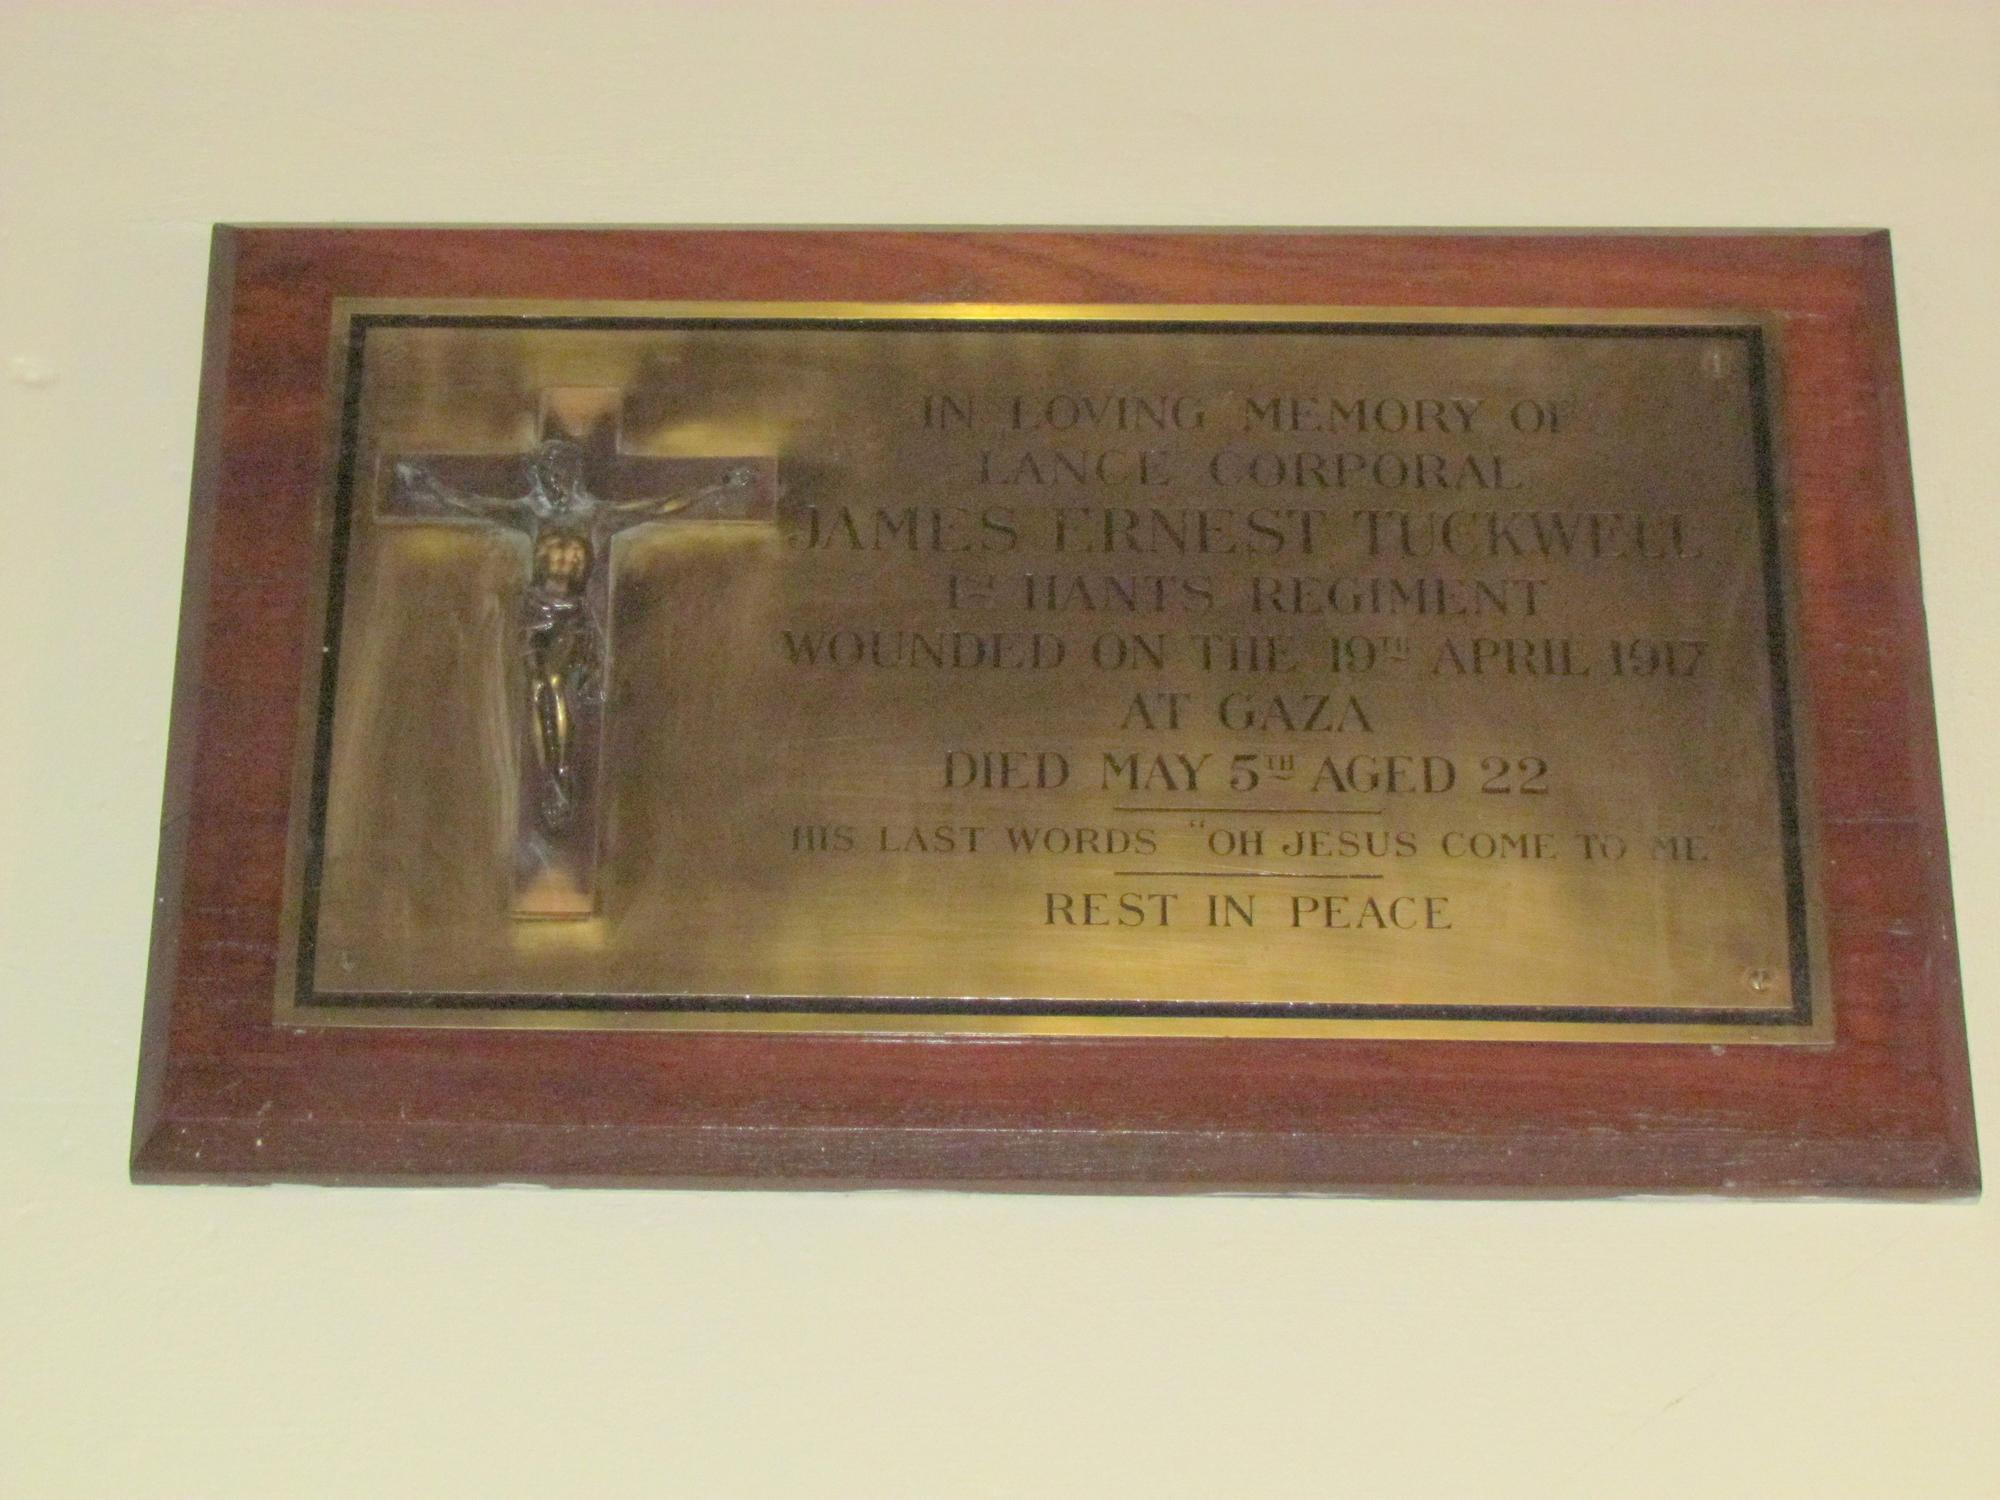 IN LOVING MEMORY OF
LANCE CORPORAL
JAMES ERNEST TUCKWELL
1ST HANTS REGIMENT
WOUNDED ON THE 19TH APRIL 1917
AT GAZA
DIED MAY 5TH AGED 22
HIS LAST WORDS "OH JESUS COME TO ME"
REST IN PEACE